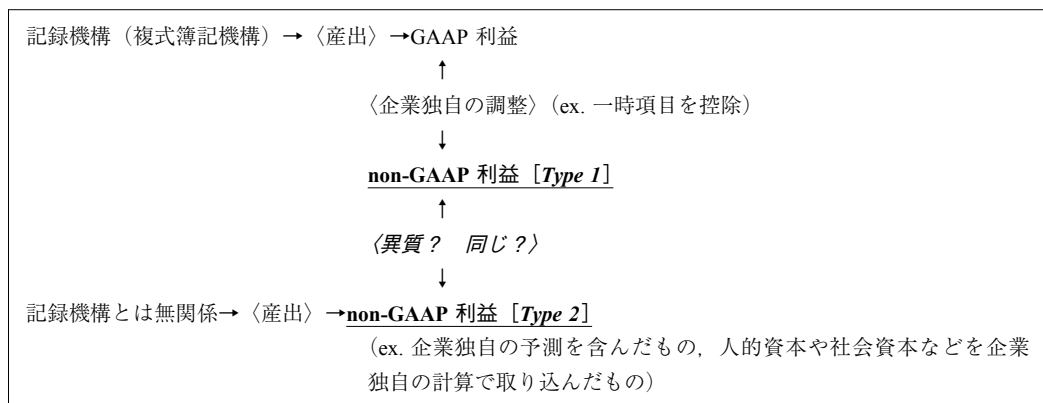 記録機構（複式簿記機構）→〈産出〉→GAAP 利益
↑
〈企業独自の調整〉（ex. 一時項目を控除）
↓
non-GAAP 利益［Type 1］
↑
〈異質？　同じ？〉
↓
記録機構とは無関係→〈産出〉→non-GAAP 利益［Type 2］
（ex. 企業独自の予測を含んだもの，人的資本や社会資本などを企業
独自の計算で取り込んだもの）